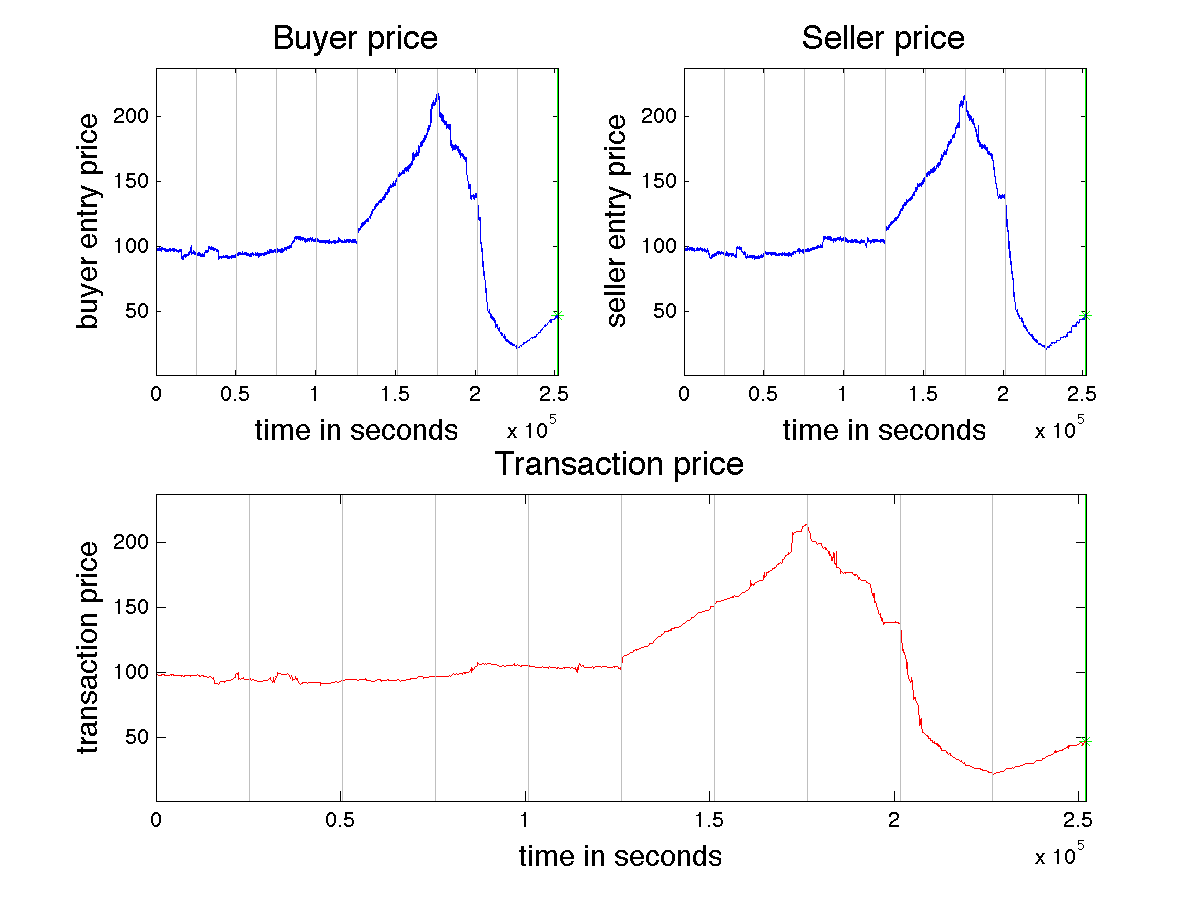 Buyer price
Seller price
buyer entry price
200
150
100
50
0 0.5 1 1.5 2 2.5
time in seconds
x 10^5
seller entry price
200
150
100
50
0 0.5 1 1.5 2 2.5
time in seconds
x 10^5
Transaction price
transaction price
200
150
100
50
0 0.5 1 1.5 2 2.5
time in seconds
x 10^5